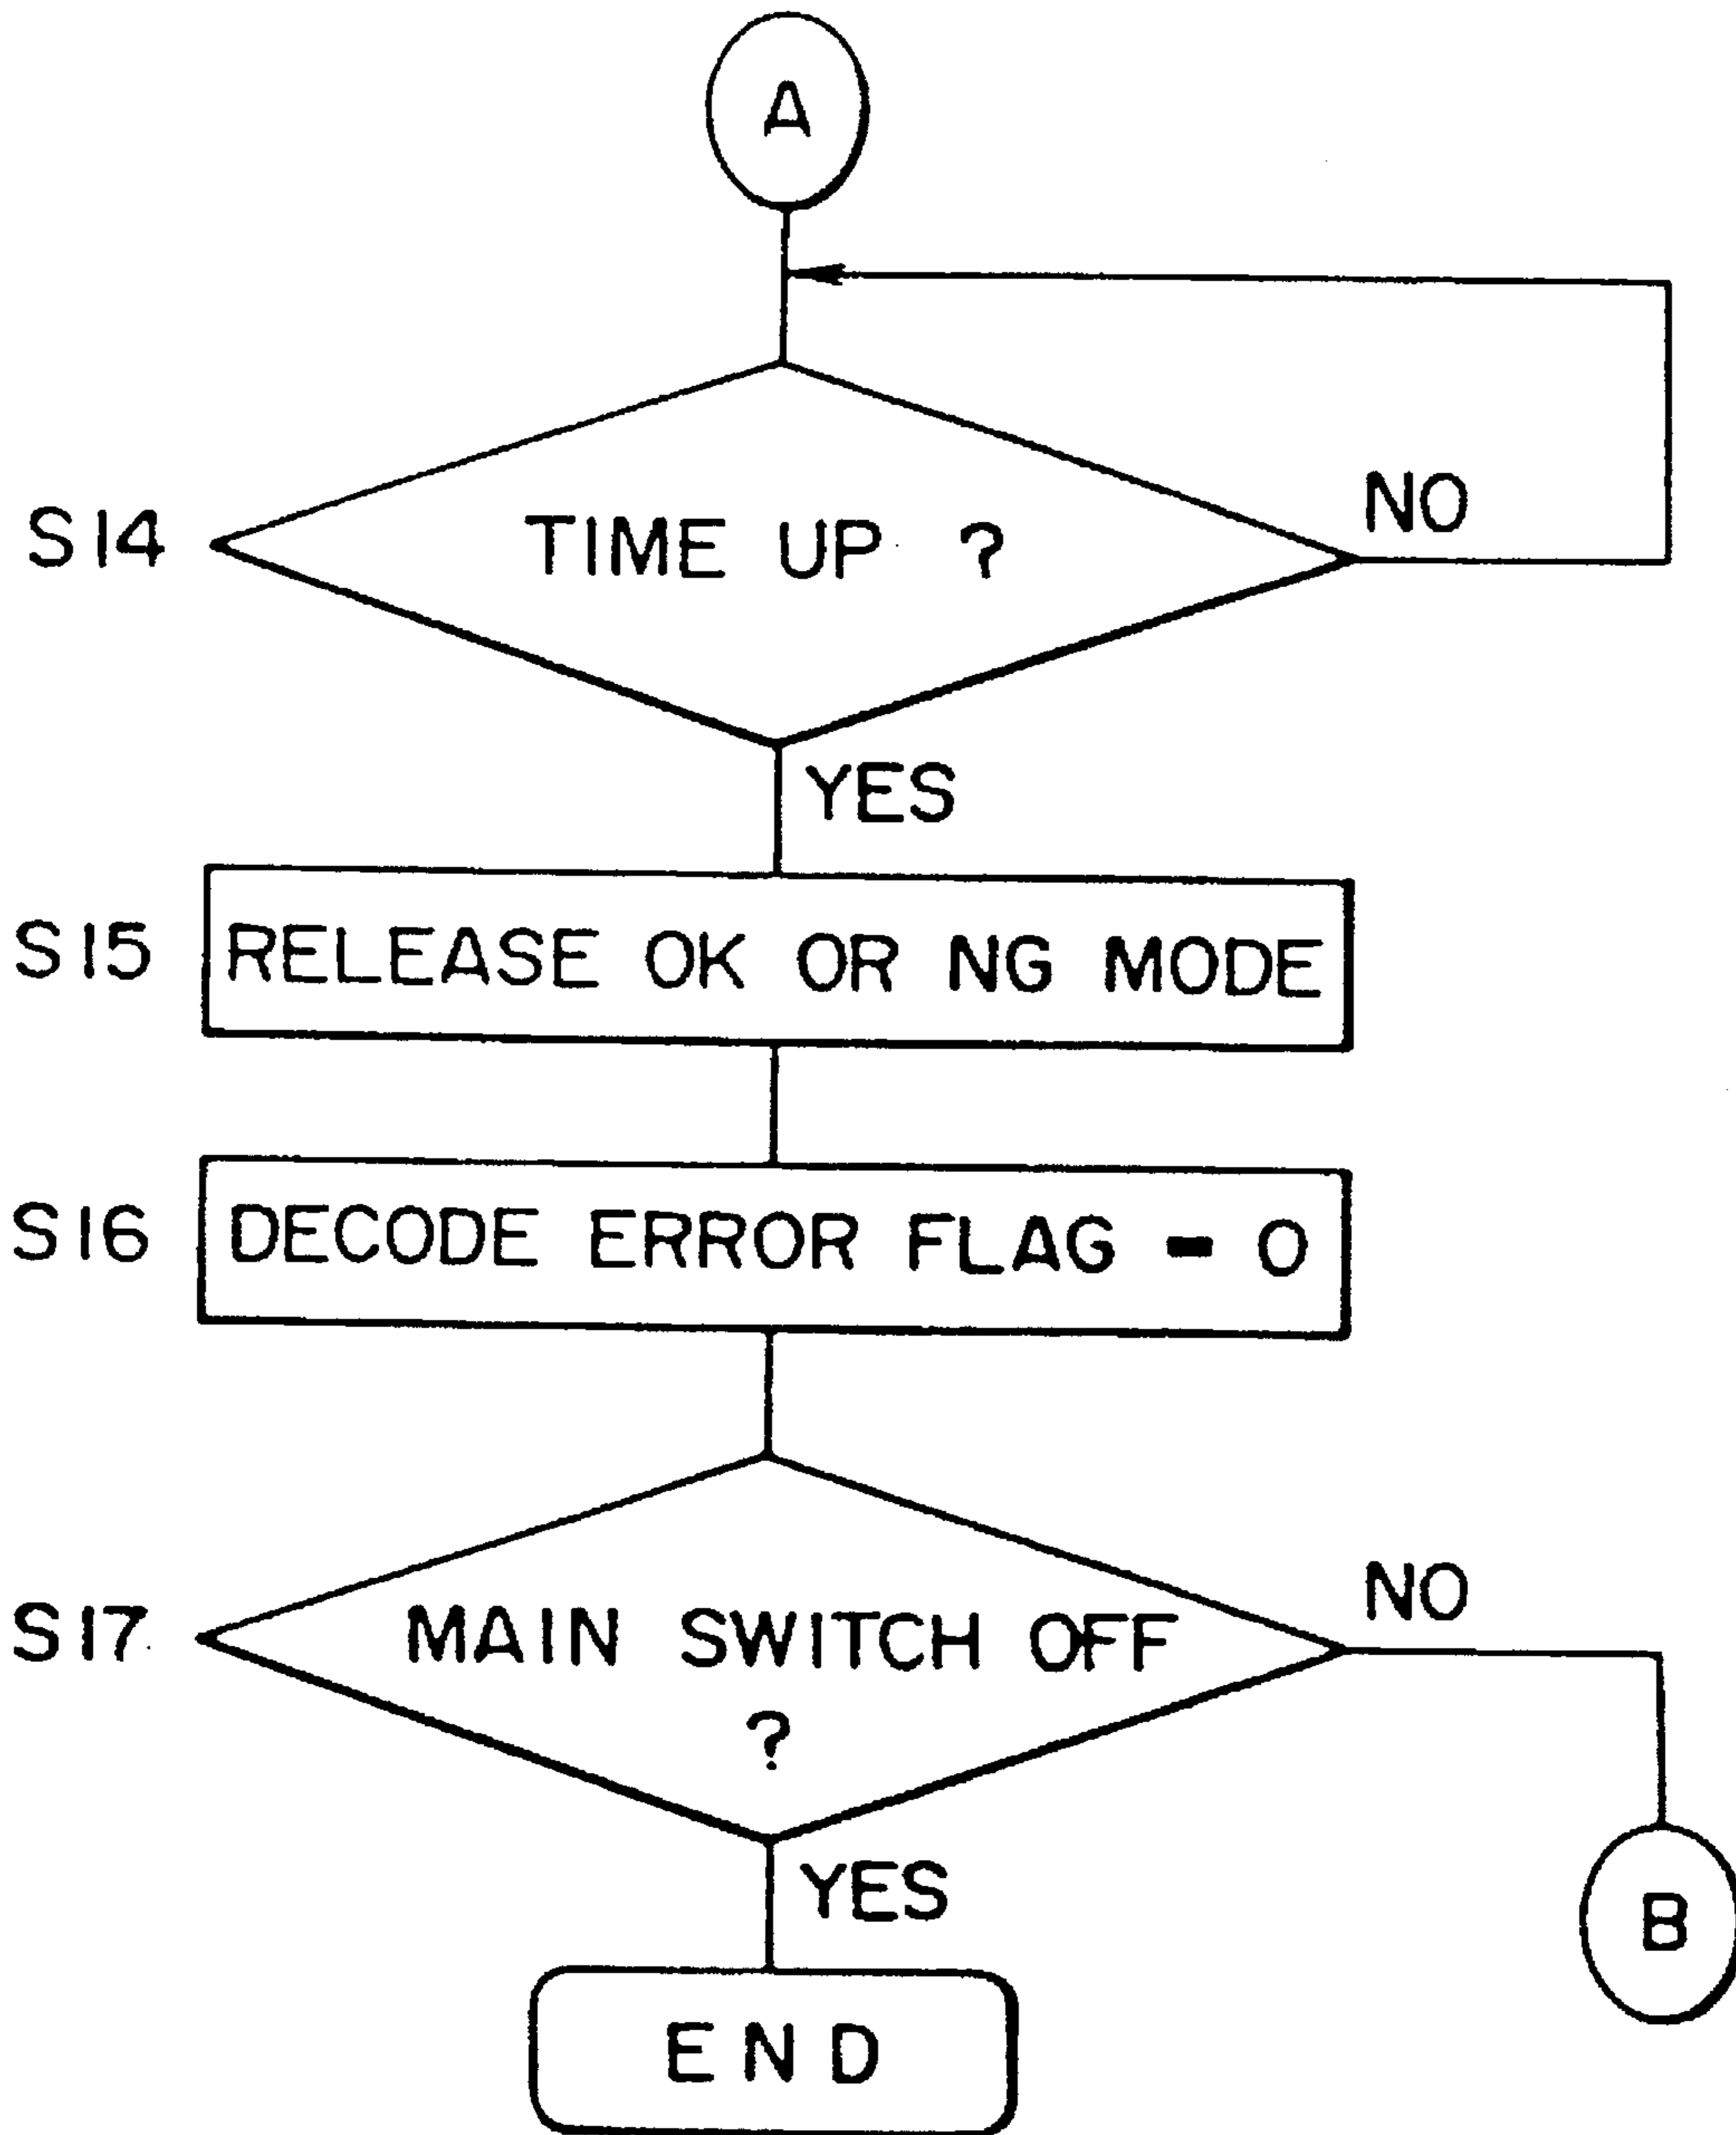 A
NO
S14 TIME UP ?
YES
S15 RELEASE OK OR NG MODE
S16 DECODE ERROR FLAG = 0
NO
S17 MAIN SWITCH OFF
?
YES
B
END